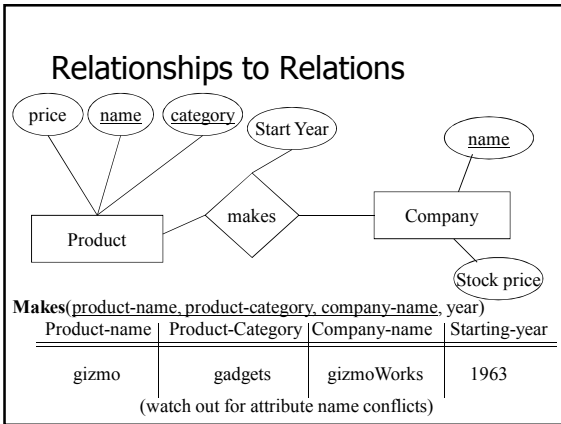 Relationships to Relations
price name category
Start Year
name
makes
Company
Product
Stock price
Makes(product-name, product-category, company-name, year)
Product-name Product-Category Company-name Starting-year
gizmo gadgets gizmoWorks 1963
(watch out for attribute name conflicts)